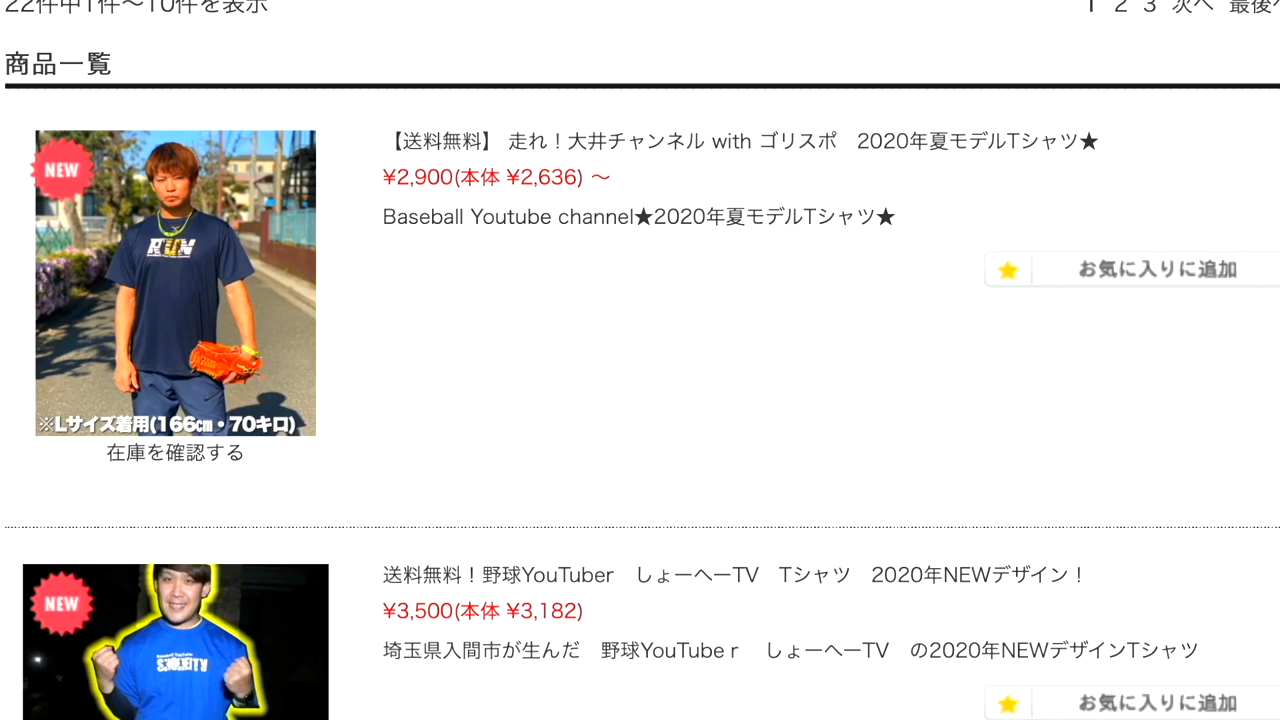 22件中1件〜10件を表示
1 2 3 次へ 最後へ
商品一覧
NEW
【送料無料】 走れ！大井チャンネル with ゴリスポ　2020年夏モデルTシャツ★
¥2,900(本体 ¥2,636) ～
Baseball Youtube channel★2020年夏モデルTシャツ★
お気に入りに追加
RUN
※Lサイズ着用(166㎝・70キロ)
在庫を確認する
NEW
送料無料！野球YouTuber　しょーへーTV　Tシャツ　2020年NEWデザイン！
¥3,500(本体 ¥3,182)
埼玉県入間市が生んだ　野球YouTubeｒ　しょーへーTV　の2020年NEWデザインTシャツ
お気に入りに追加